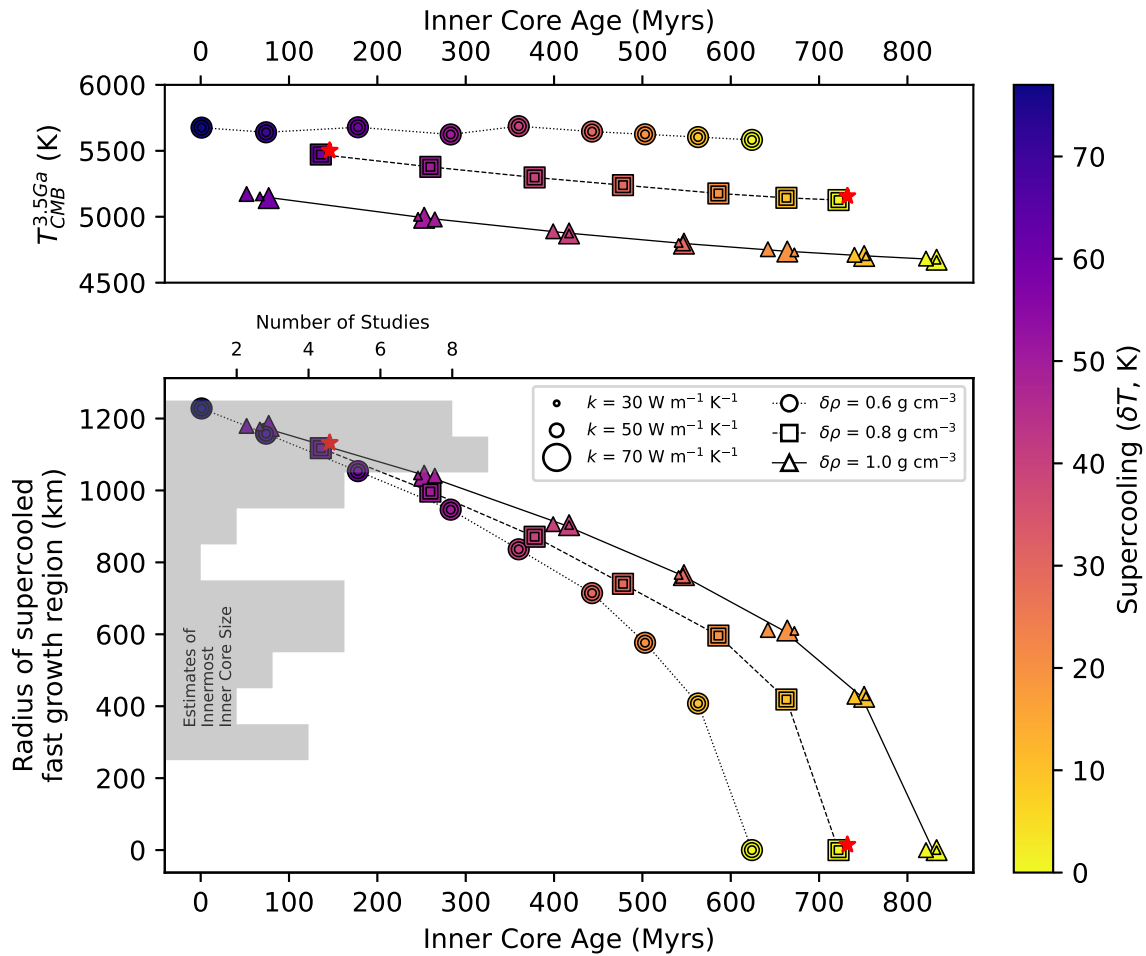 Inner Core Age (Myrs)
0 100 200 300 400 500 600 700 800
6000
5500
5000
4500
T_{CMB}^{3.5Ga} (K)
Number of Studies
2 4 6 8
k = 30 W m⁻¹ K⁻¹
k = 50 W m⁻¹ K⁻¹
k = 70 W m⁻¹ K⁻¹
δρ = 0.6 g cm⁻³
δρ = 0.8 g cm⁻³
δρ = 1.0 g cm⁻³
1200
1000
800
600
400
200
0
Radius of supercooled
fast growth region (km)
Estimates of
Innermost
Inner Core Size
0 100 200 300 400 500 600 700 800
Inner Core Age (Myrs)
70
60
50
40
30
20
10
0
Supercooling (δT, K)